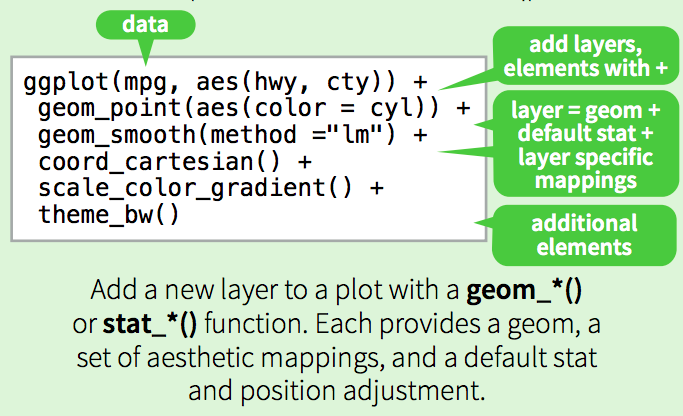 data
ggplot(mpg, aes(hwy, cty)) +
geom_point(aes(color = cyl)) +
geom_smooth(method ="lm") +
coord_cartesian() +
scale_color_gradient() +
theme_bw()
add layers,
elements with +
layer = geom +
default stat +
layer specific
mappings
additional
elements
Add a new layer to a plot with a geom_*()
or stat_*() function. Each provides a geom, a
set of aesthetic mappings, and a default stat
and position adjustment.